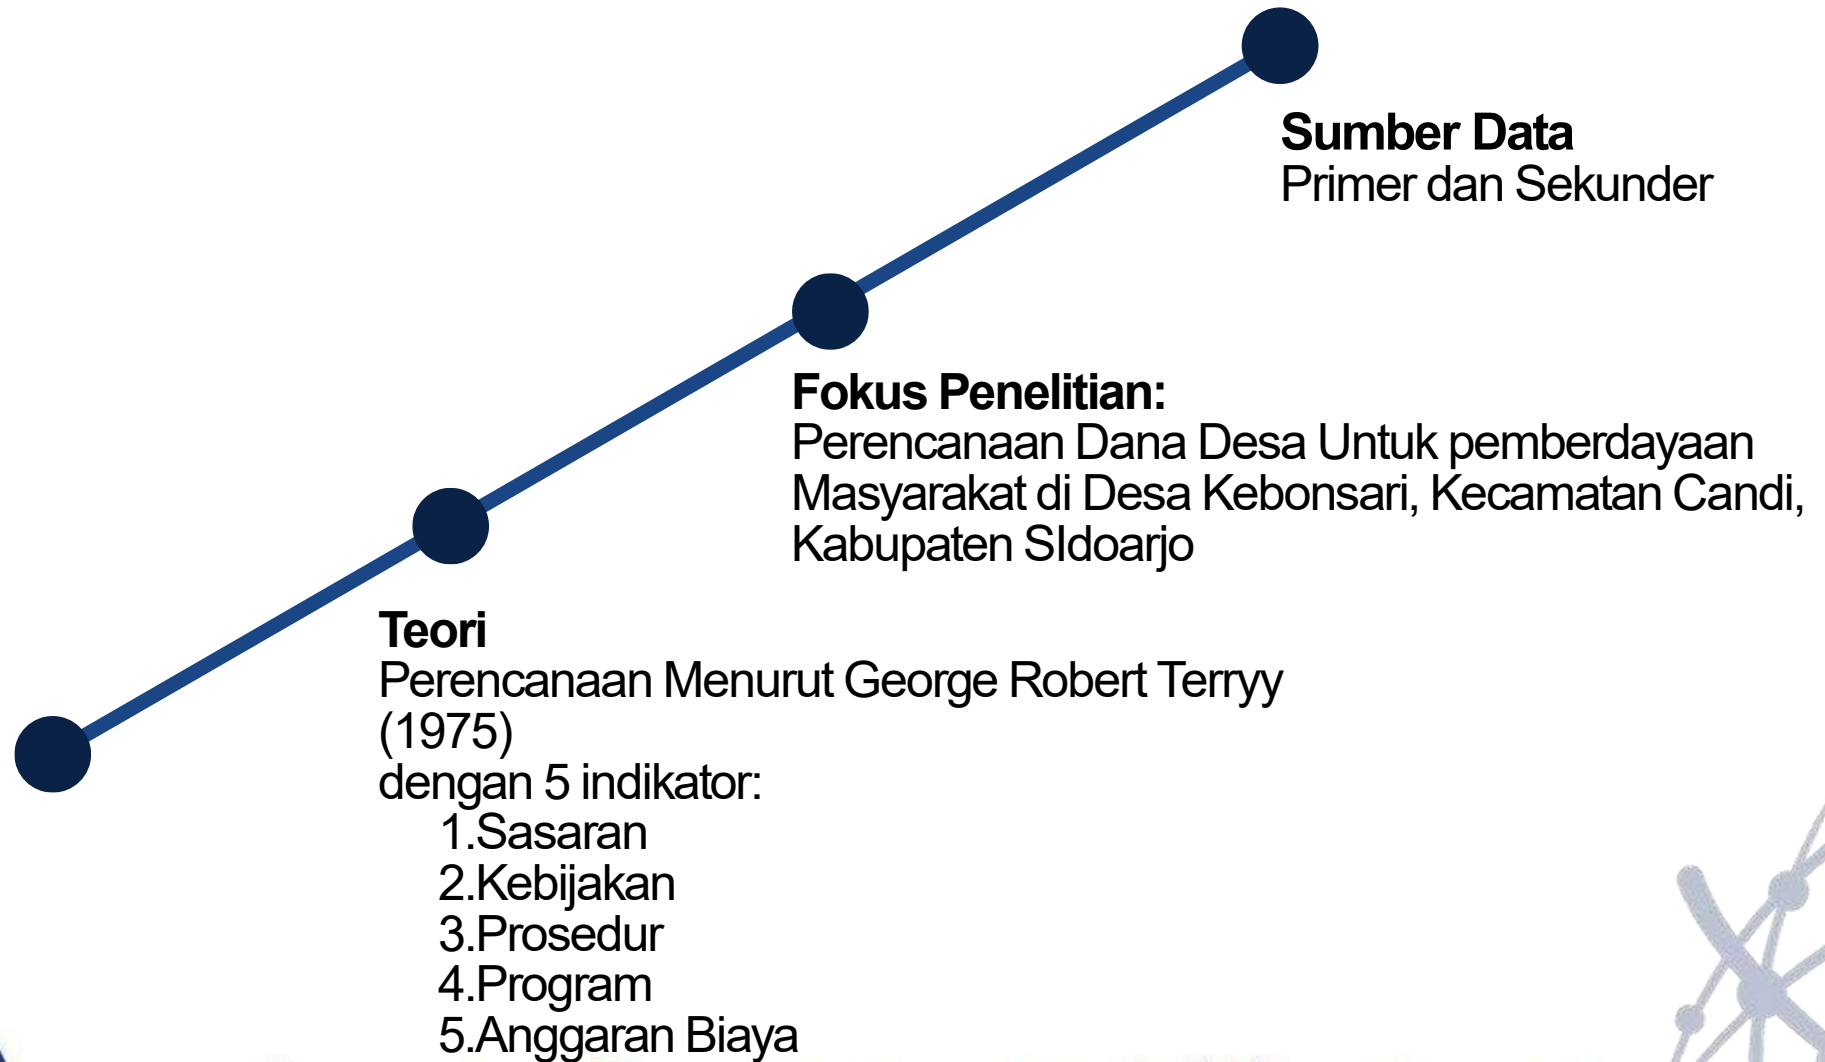 Sumber Data
Primer dan Sekunder
Fokus Penelitian:
Perencanaan Dana Desa Untuk pemberdayaan
Masyarakat di Desa Kebonsari, Kecamatan Candi,
Kabupaten SIdoarjo
Teori
Perencanaan Menurut George Robert Terryy
(1975)
dengan 5 indikator:
1.Sasaran
2.Kebijakan
3.Prosedur
4.Program
5.Anggaran Biaya